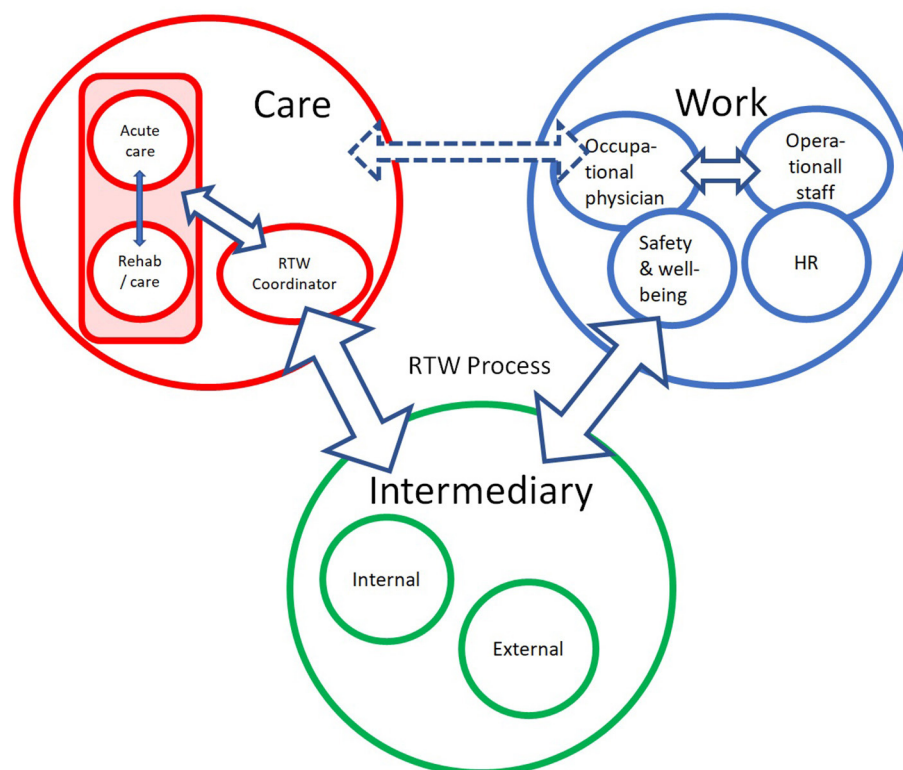 Care
Acute
care
Rehab
/ care
RTW
Coordinator
Work
Occupa-
tional
physician
Opera-
tionall
staff
Safety
& well-
being
HR
RTW Process
Intermediary
Internal
External